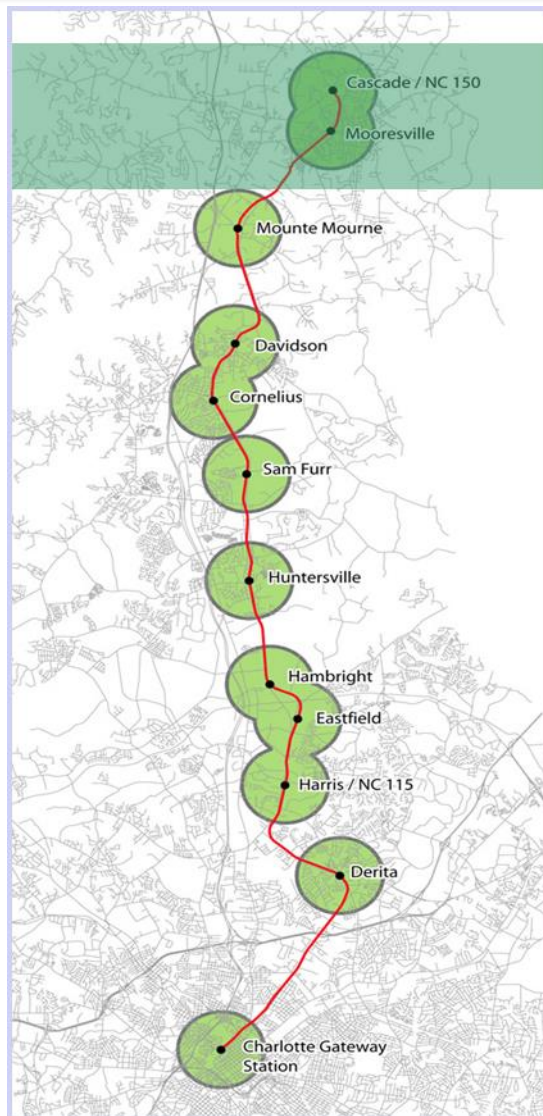 Cascade / NC 150
Mooresville
Mounte Mourne
Davidson
Cornelius
Sam Furr
Huntersville
Hambright
Eastfield
Harris / NC 115
Derita
Charlotte Gateway
Station